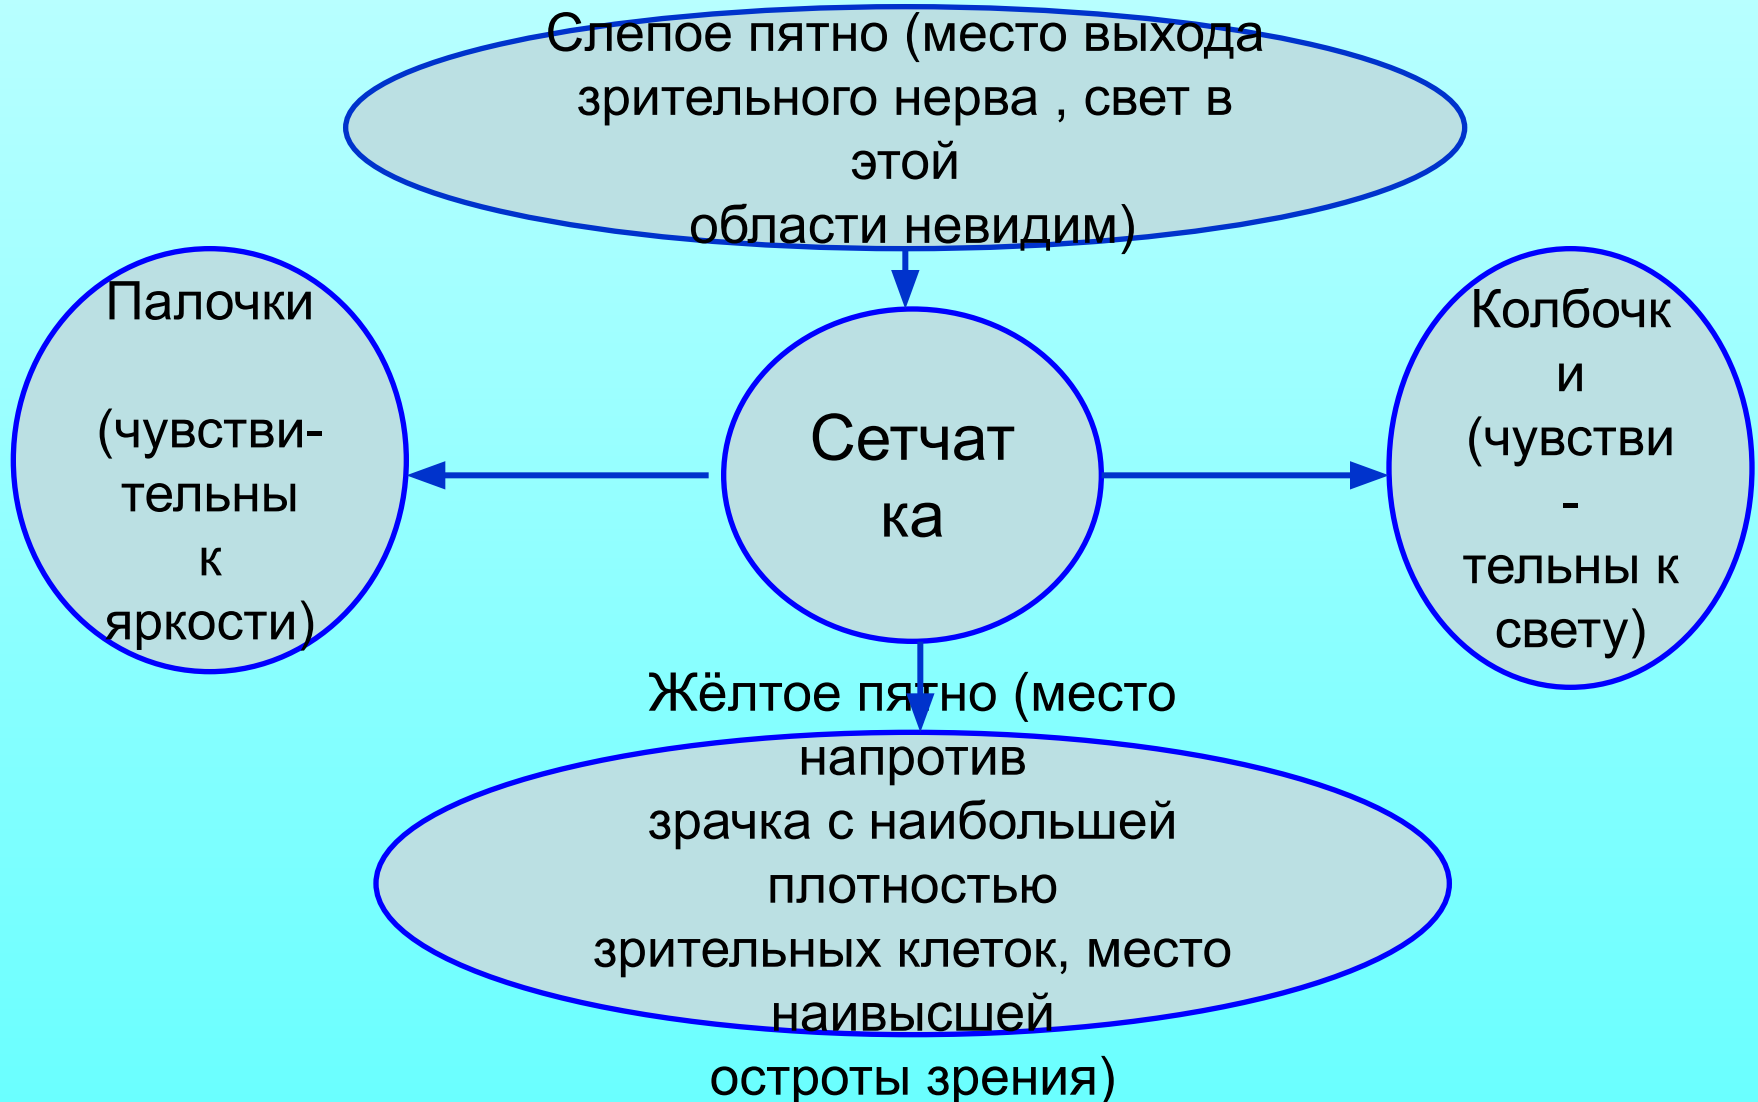 Слепое пятно (место выхода
зрительного нерва , свет в
этой
области невидим)
Палочки
(чувстви-
тельны
к
яркости)
Сетчат
ка
Колбочк
и
(чувстви
-
тельны к
свету)
Жёлтое пятно (место
напротив
зрачка с наибольшей
плотностью
зрительных клеток, место
наивысшей
остроты зрения)